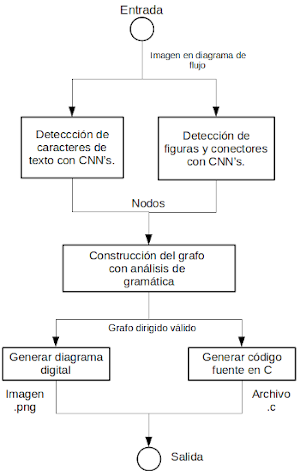 Entrada
Imagen en diagrama de
flujo
Deteccción de
caracteres de
texto con CNN's.
Detección de
figuras y conectores
con CNN's.
Nodos
Construcción del grafo
con análisis de
gramática
Grafo dirigido válido
Generar diagrama
digital
Generar código
fuente en C
Imagen
.png
Archivo
.c
Salida